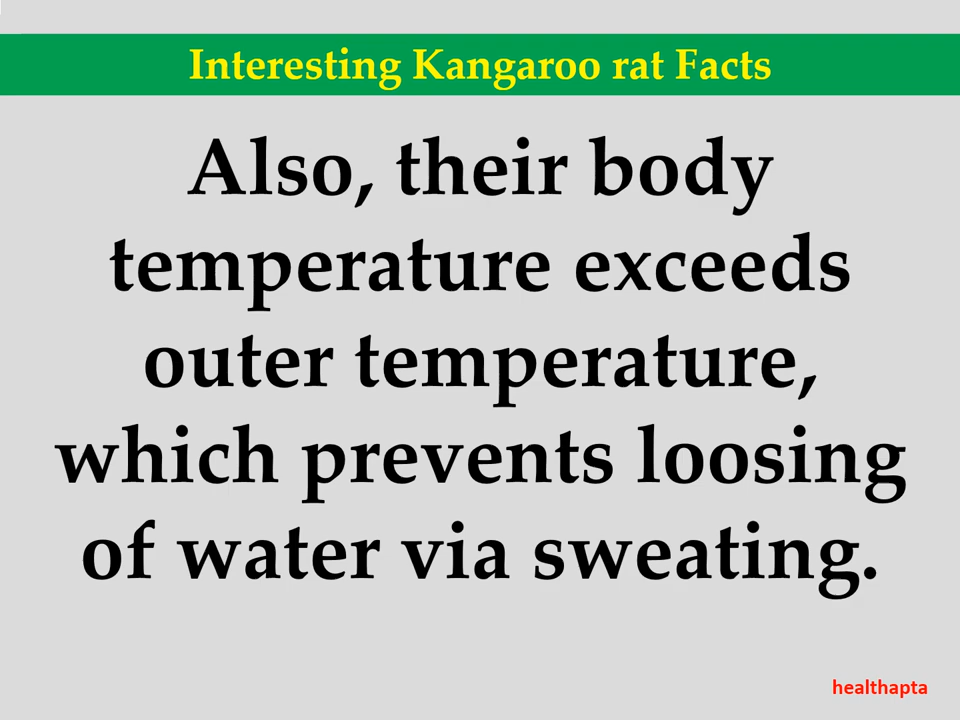 Interesting Kangaroo rat Facts
Also, their body
temperature exceeds
outer temperature,
which prevents loosing
of water via sweating.
healthapta